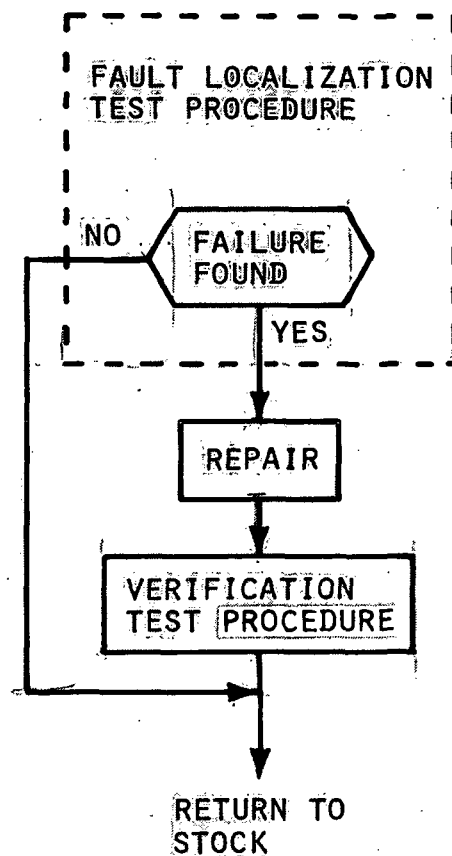 FAULT LOCALIZATION
TEST PROCEDURE
NO
FAILURE
FOUND
YES
REPAIR
VERIFICATION
TEST PROCEDURE
RETURN TO
STOCK